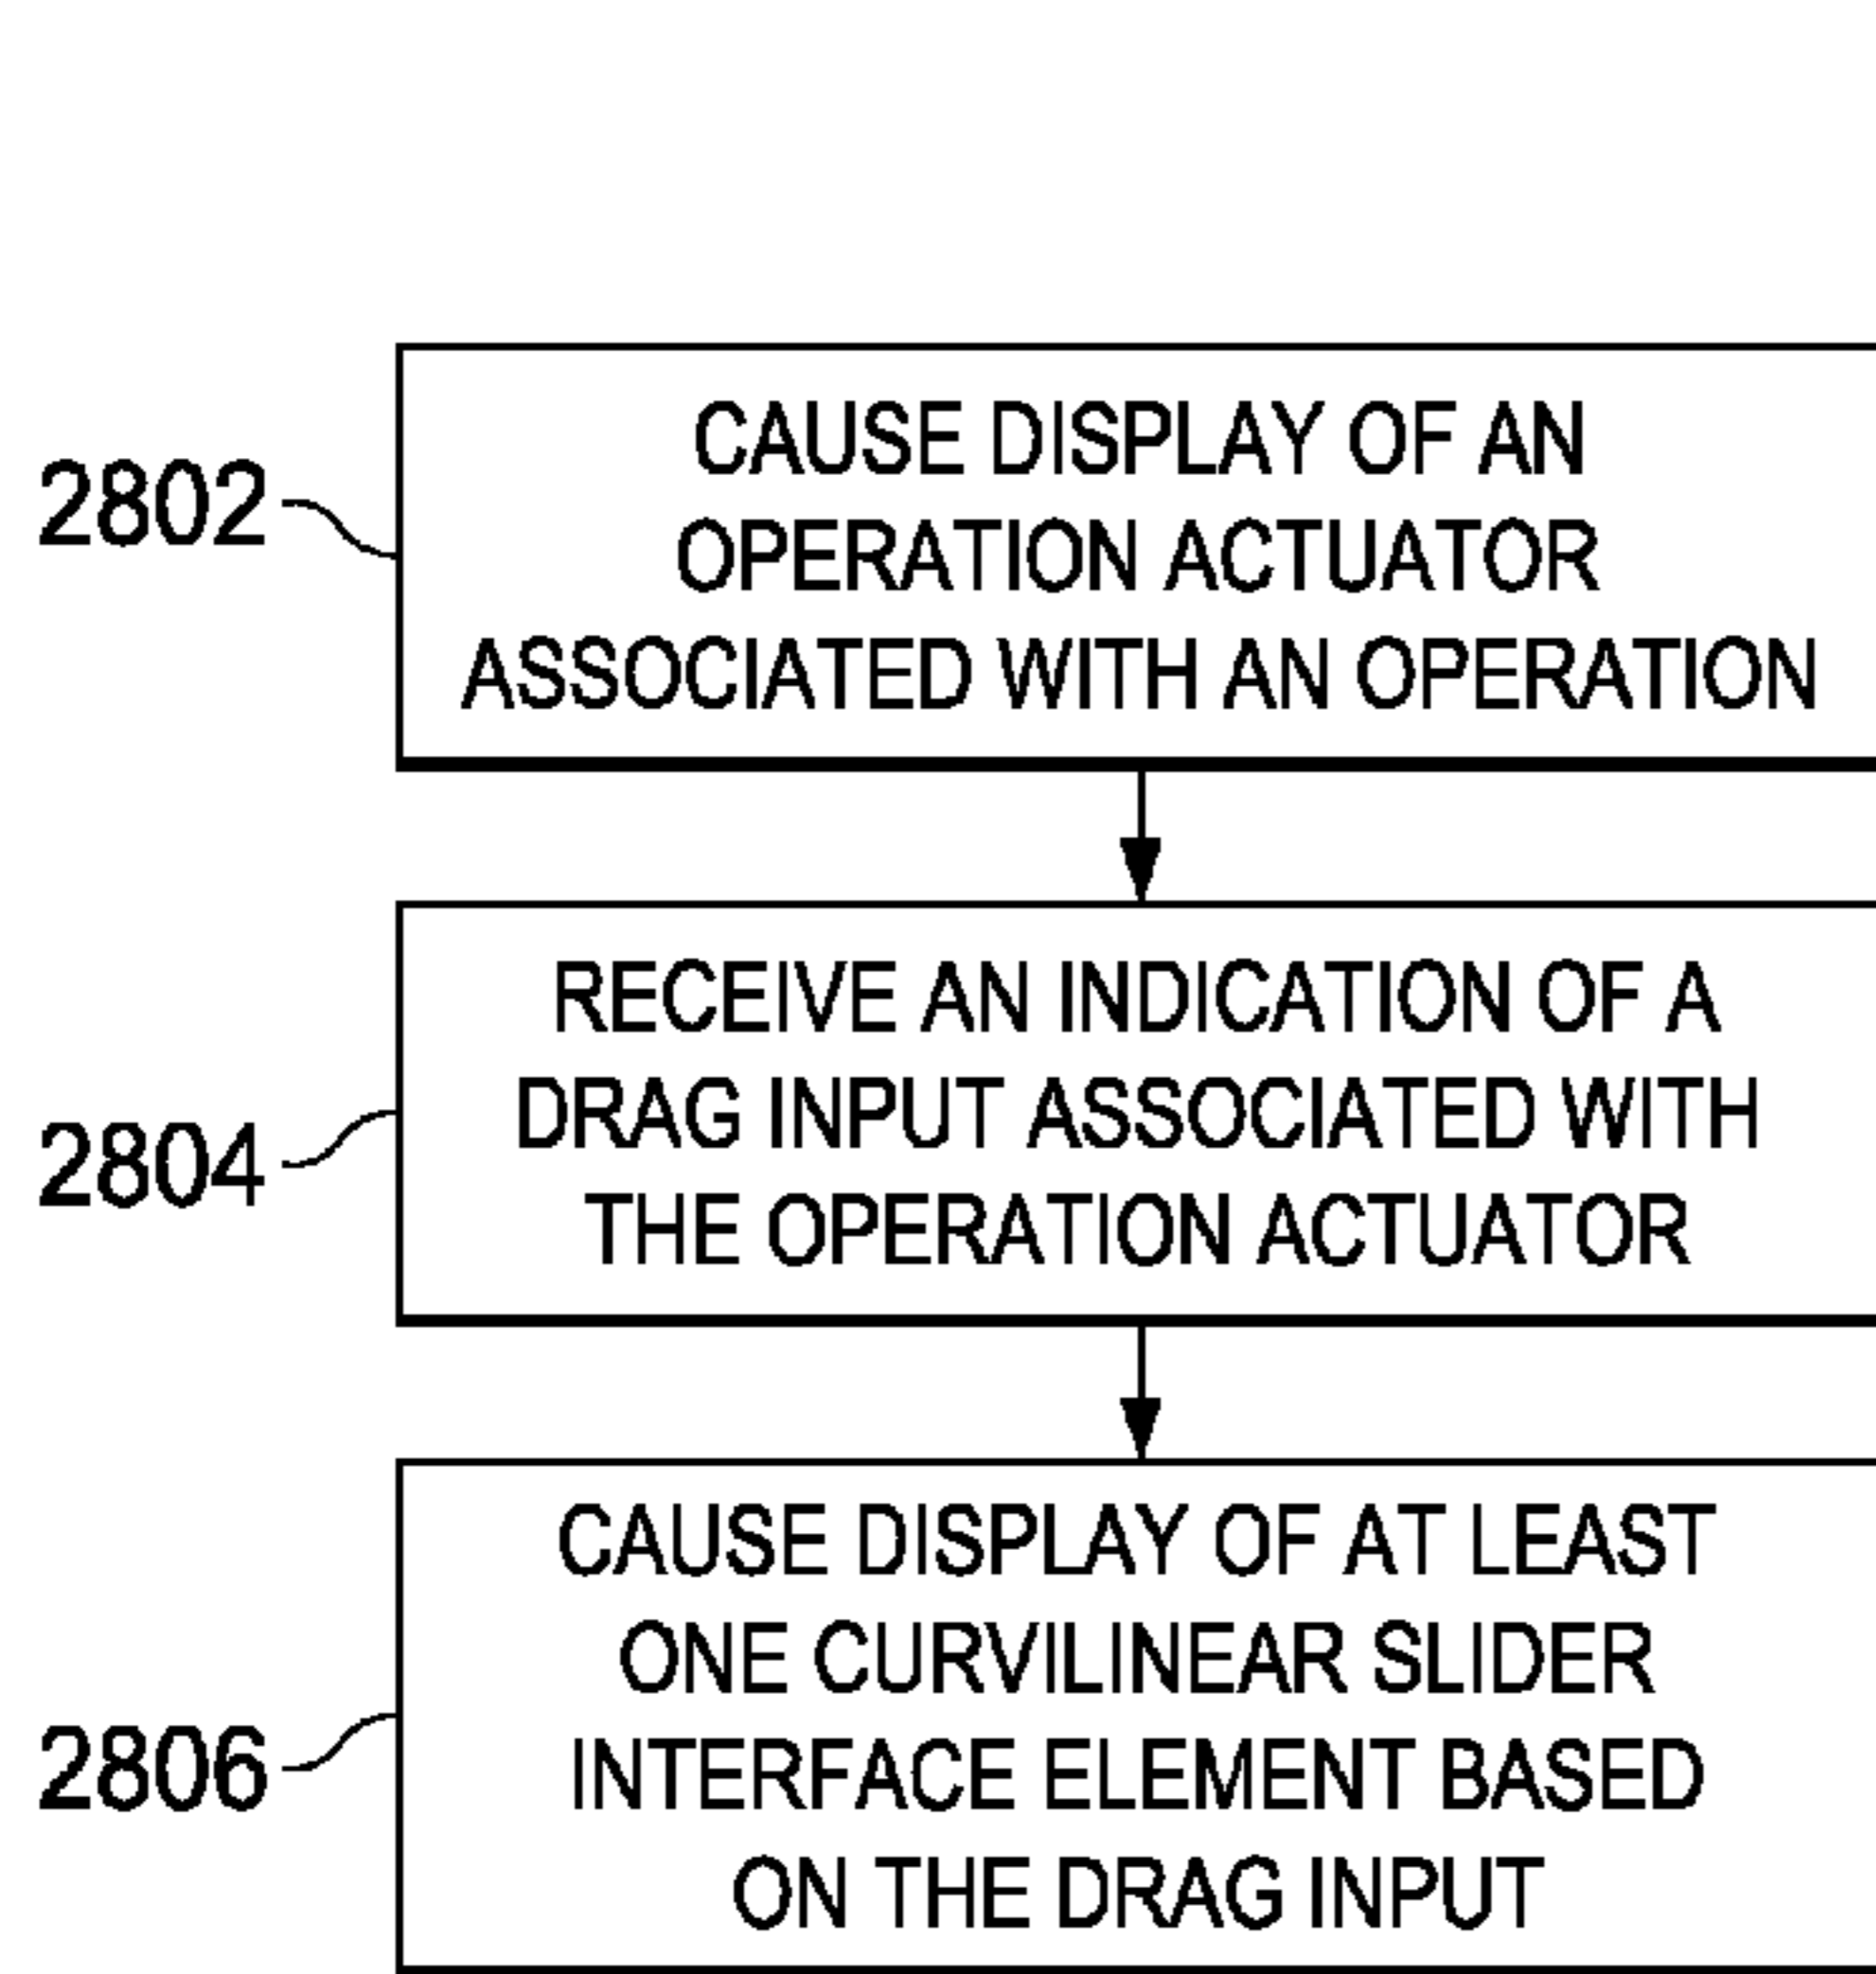 2802
CAUSE DISPLAY OF AN
OPERATION ACTUATOR
ASSOCIATED WITH AN OPERATION
2804
RECEIVE AN INDICATION OF A
DRAG INPUT ASSOCIATED WITH
THE OPERATION ACTUATOR
2806
CAUSE DISPLAY OF AT LEAST
ONE CURVILINEAR SLIDER
INTERFACE ELEMENT BASED
ON THE DRAG INPUT